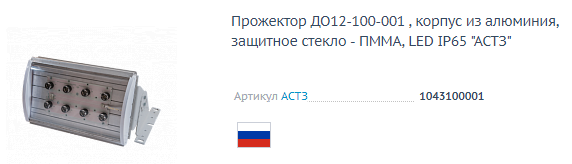 Прожектор ДО12-100-001 , корпус из алюминия,
защитное стекло - ПММА, LED IP65 "АСТЗ"
Артикул АСТЗ 1043100001